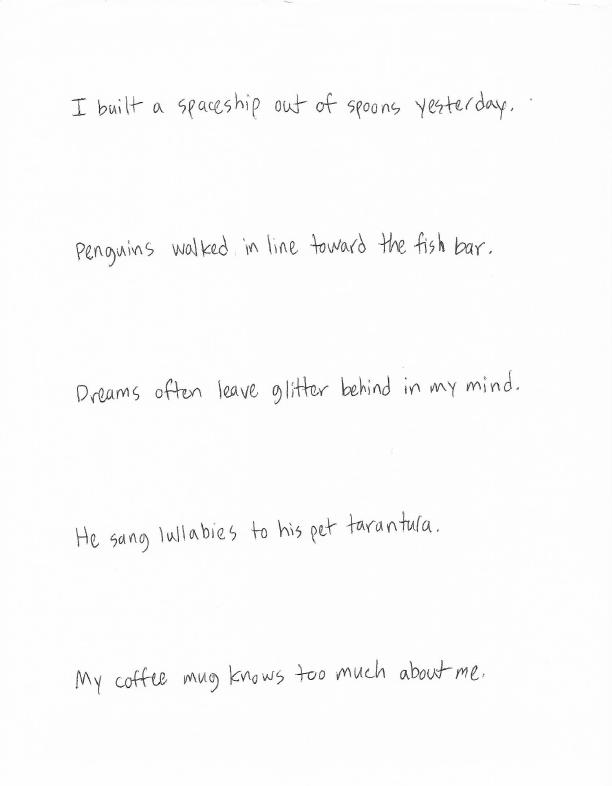 I built a spaceship out of spoons yesterday.
Penguins walked in line toward the fish bar.
Dreams often leave glitter behind in my mind.
He sang lullabies to his pet tarantula.
My coffee mug knows too much about me.